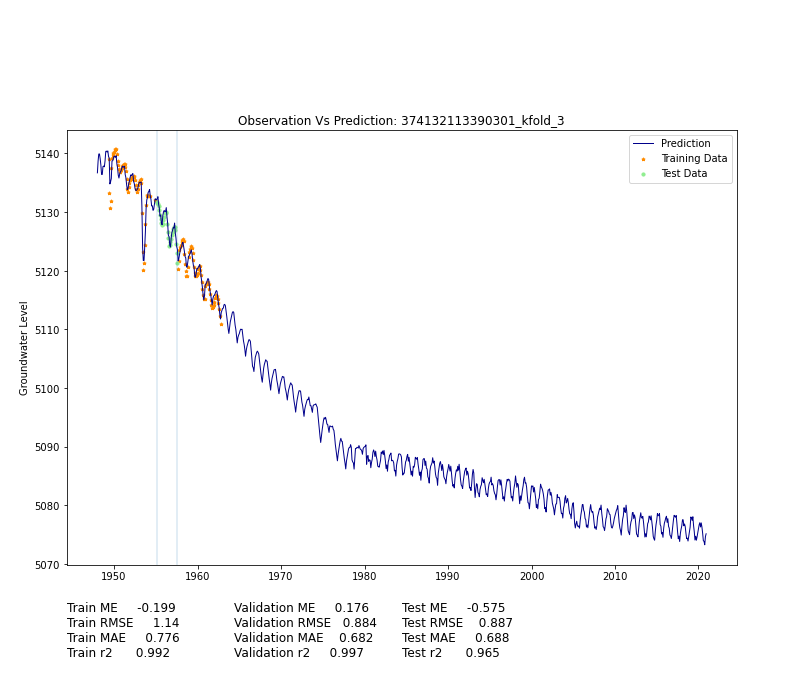 Observation Vs Prediction: 374132113390301_kfold_3
Prediction
Training Data
Test Data
Groundwater Level
5140
5130
5120
5110
5100
5090
5080
5070
1950 1960 1970 1980 1990 2000 2010 2020
Train ME -0.199 Validation ME 0.176 Test ME -0.575
Train RMSE 1.14 Validation RMSE 0.884 Test RMSE 0.887
Train MAE 0.776 Validation MAE 0.682 Test MAE 0.688
Train r2 0.992 Validation r2 0.997 Test r2 0.965